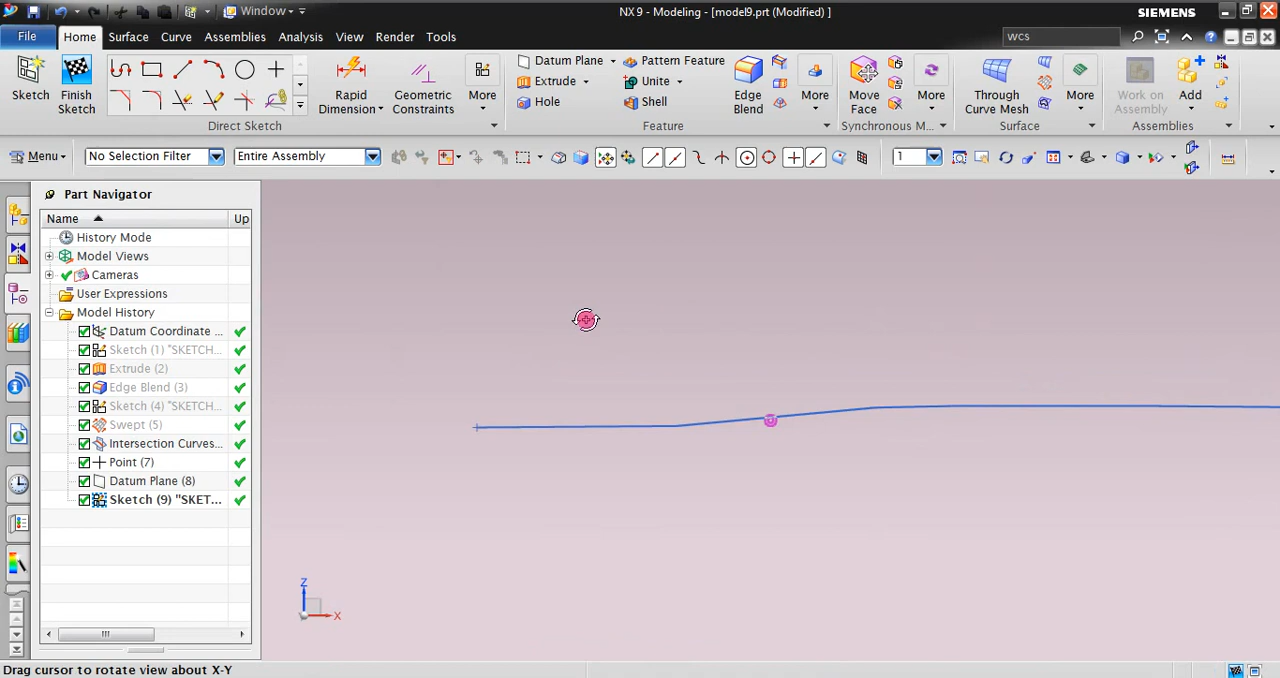 Window
NX 9 - Modeling - [model9.prt (Modified) ]
SIEMENS
File
Home
Surface
Curve
Assemblies
Analysis
View
Render
Tools
wcs
Sketch
Finish Sketch
Rapid Dimension
Geometric Constraints
More
Direct Sketch
Datum Plane
Extrude
Hole
Pattern Feature
Unite
Shell
Edge Blend
More
Feature
Move Face
More
Synchronous M...
Through Curve Mesh
More
Surface
Work on Assembly
Add
Assemblies
Menu
No Selection Filter
Entire Assembly
1
Part Navigator
Name
Up
History Mode
Model Views
Cameras
User Expressions
Model History
Datum Coordinate ...
Sketch (1) "SKETCH...
Extrude (2)
Edge Blend (3)
Sketch (4) "SKETCH...
Swept (5)
Intersection Curves...
Point (7)
Datum Plane (8)
Sketch (9) "SKET...
Z
X
Drag cursor to rotate view about X-Y